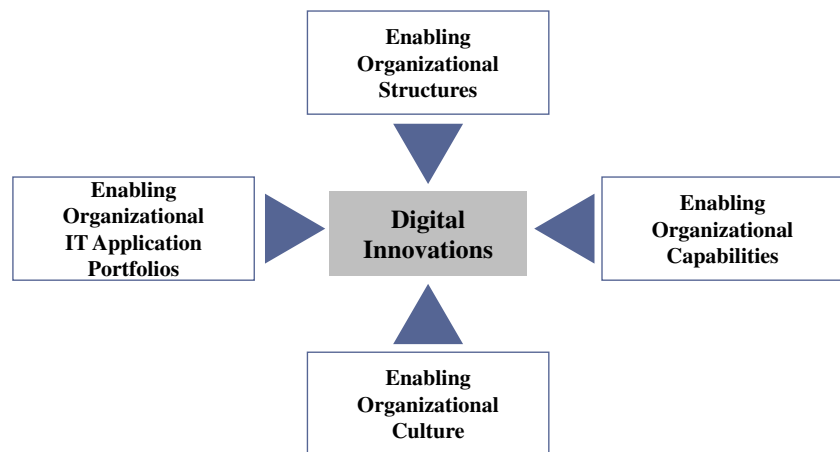 Enabling
Organizational
Structures
Enabling
Organizational
IT Application
Portfolios
Digital
Innovations
Enabling
Organizational
Capabilities
Enabling
Organizational
Culture